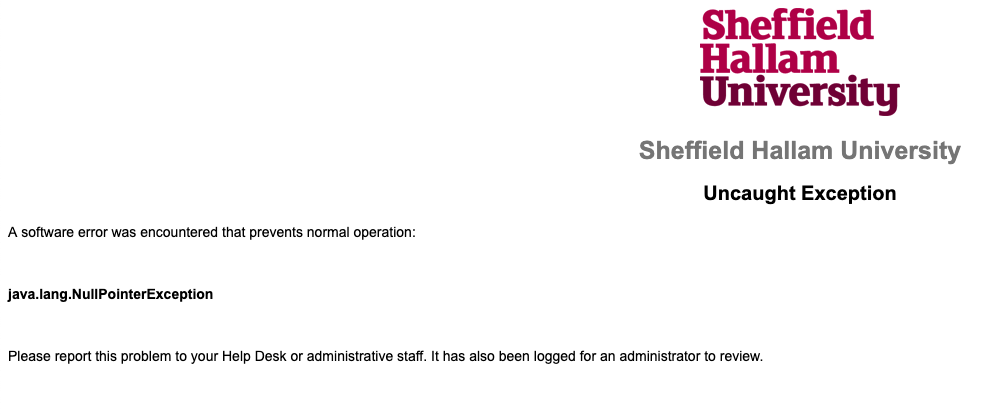 Sheffield
Hallam
University
Sheffield Hallam University
Uncaught Exception
A software error was encountered that prevents normal operation:
java.lang.NullPointerException
Please report this problem to your Help Desk or administrative staff. It has also been logged for an administrator to review.